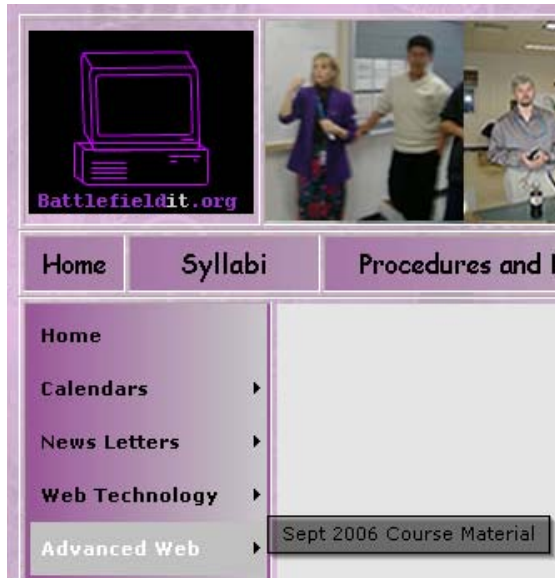 Battlefieldit.org
Home Syllabi Procedures and
Home
Calendars
News Letters
Web Technology
Advanced Web
Sept 2006 Course Material